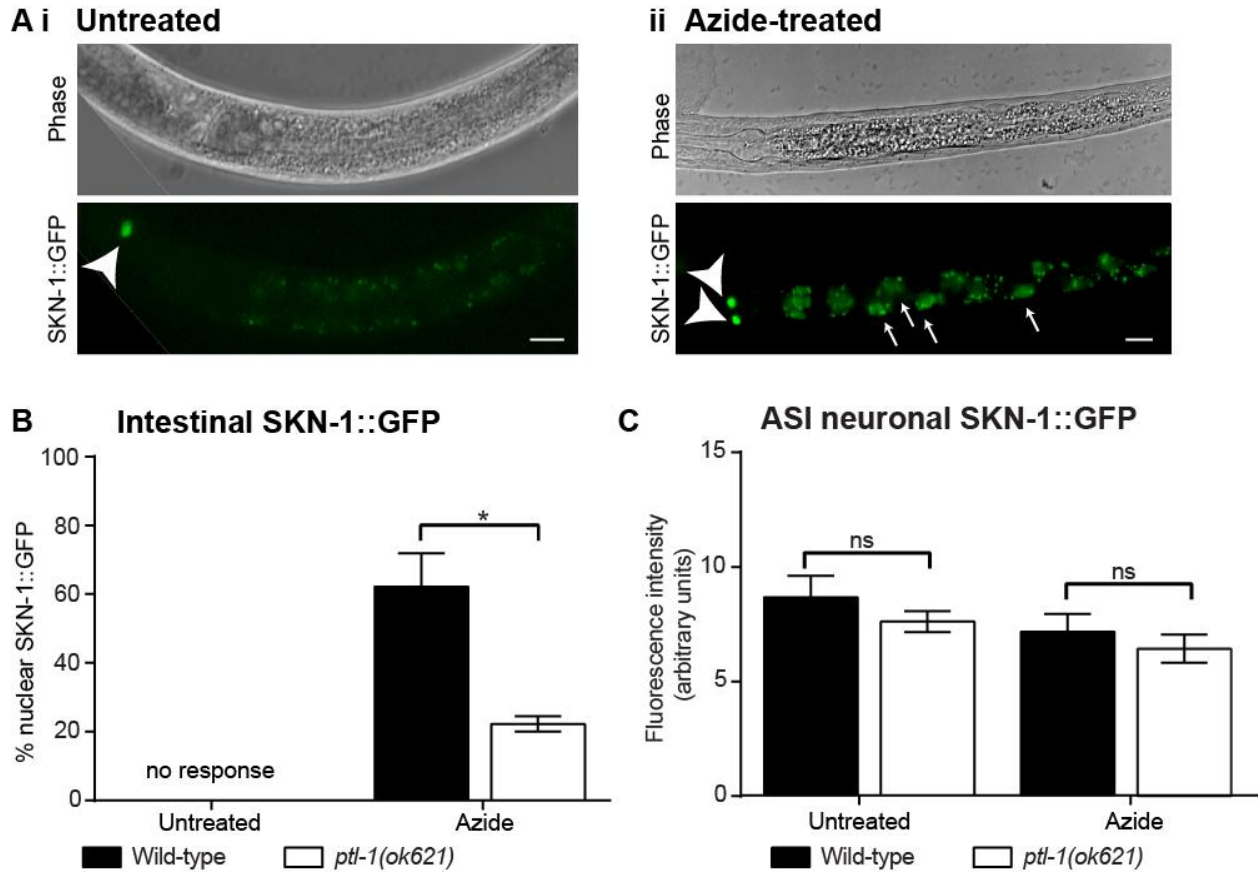 A i Untreated
ii Azide-treated
Phase
Phase
SKN-1::GFP
SKN-1::GFP
B Intestinal SKN-1::GFP
% nuclear SKN-1::GFP
100
80
60
40
20
0
*
no response
Untreated
Azide
Wild-type
ptl-1(ok621)
C ASI neuronal SKN-1::GFP
Fluorescence intensity
(arbitrary units)
15
10
5
0
ns
ns
Untreated
Azide
Wild-type
ptl-1(ok621)